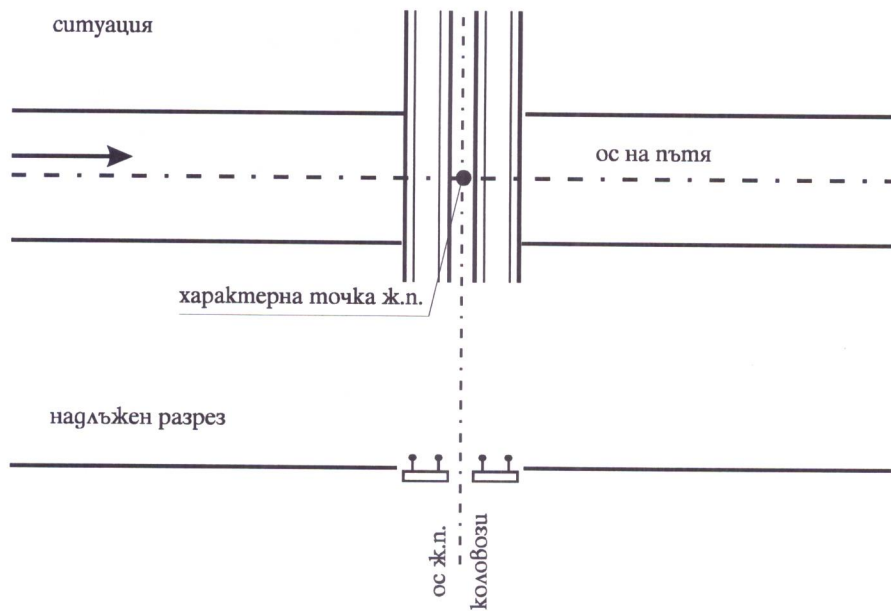 ситуация
ос на пътя
характерна точка ж.п.
надлъжен разрез
ос ж.п.
коловози